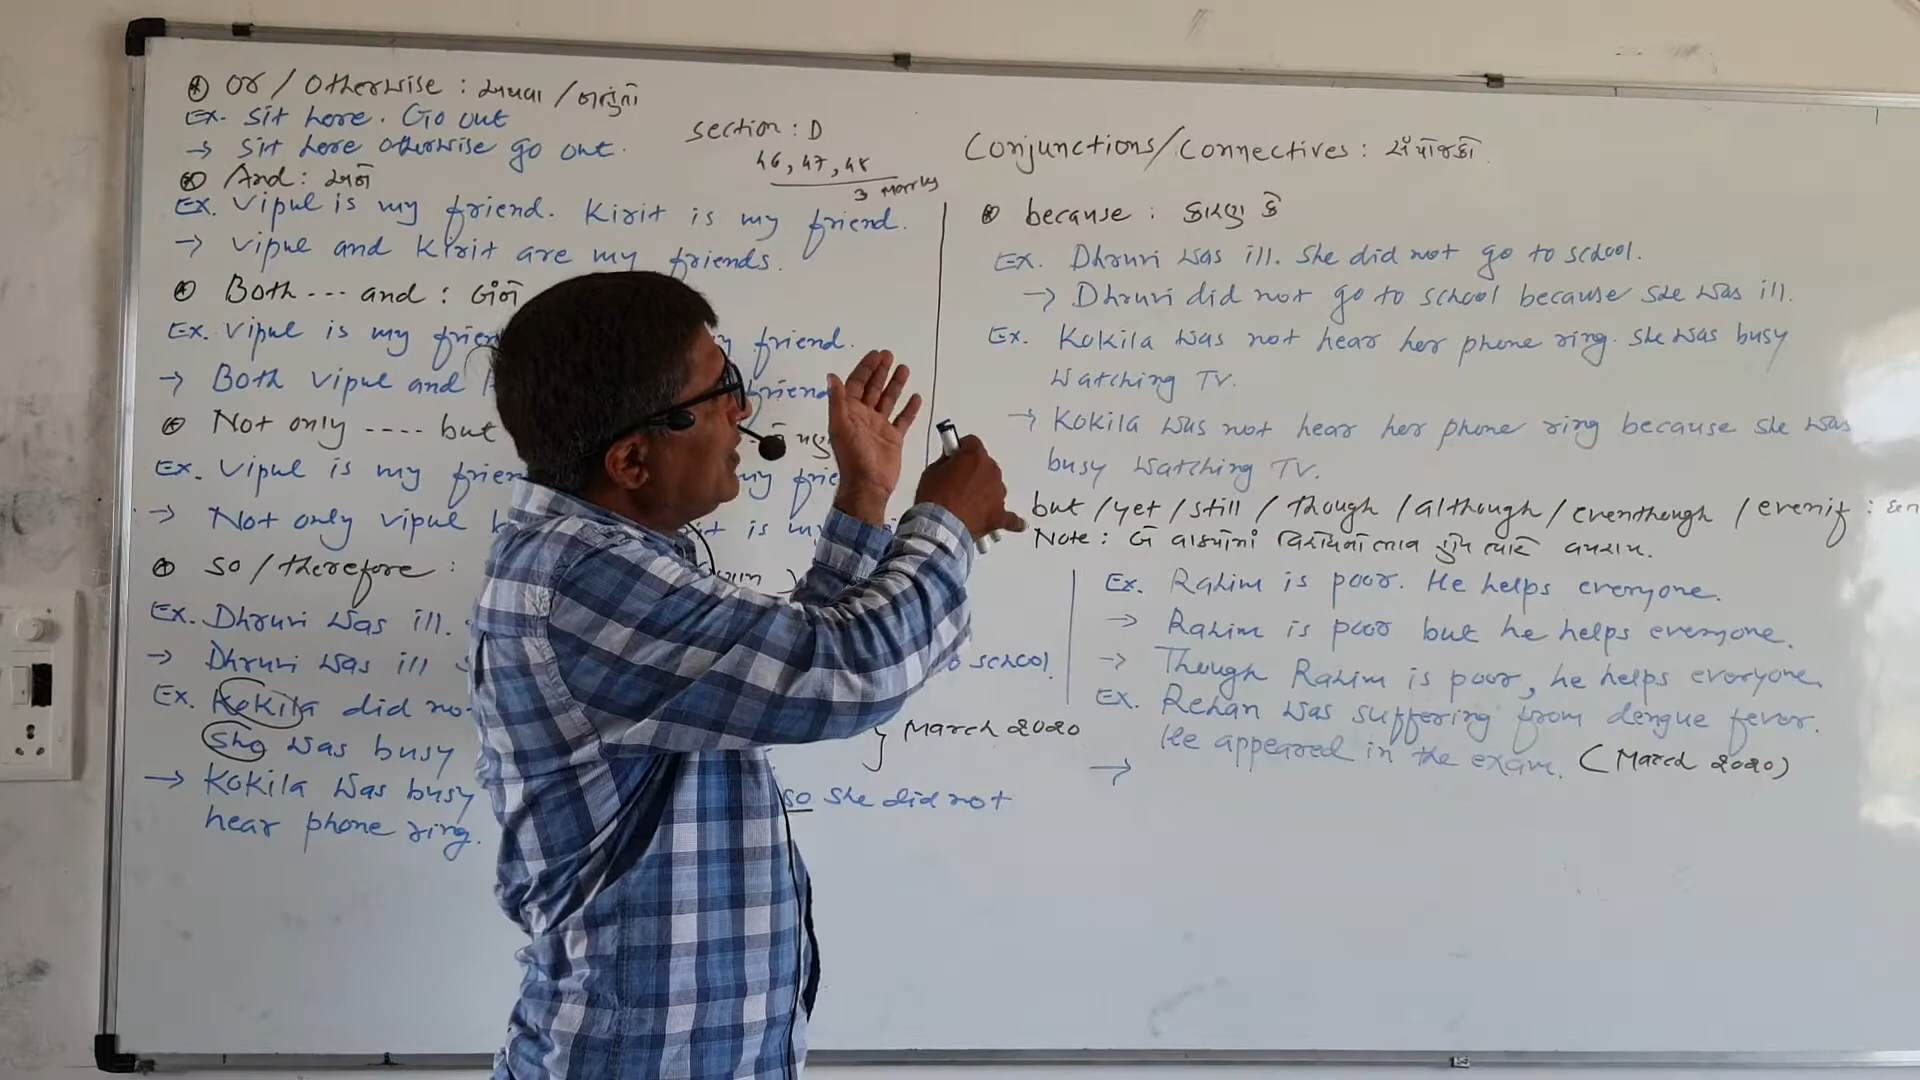 or / otherwise : અથવા / નહીંતો
Ex. sit here. Go out
→ sit here otherwise go out.
And : અને
Ex. Vipul is my friend. Kirit is my friend.
→ Vipul and Kirit are my friends.
Both --- and : બંને
Ex. Vipul is my friend.
→ Both Vipul and
Not only ---- but
Ex. Vipul is my
→ Not only Vipul
so / therefore :
Ex. Dhruvi was ill.
→ Dhruvi was ill school.
Ex. Kokila did
She was busy March 2020
→ Kokila was busy so she did not
hear phone ring.
section : D
46, 47, 48
3 Marks
Conjunctions/Connectives : સંયોજકો
because : કારણ કે
Ex. Dhruvi was ill. She did not go to school.
→ Dhruvi did not go to school because she was ill.
Ex. Kokila was not hear her phone ring. She was busy
watching TV.
→ Kokila was not hear her phone ring because she was
busy watching TV.
but / yet / still / though / although / eventhough / evenif :
Note : બે વાક્યોમાં વિરોધનો ભાવ હોય ત્યારે વપરાય.
Ex. Rahim is poor. He helps everyone.
→ Rahim is poor but he helps everyone.
→ Though Rahim is poor, he helps everyone.
Ex. Rehan was suffering from dengue fever.
He appeared in the exam. (March 2020)
→